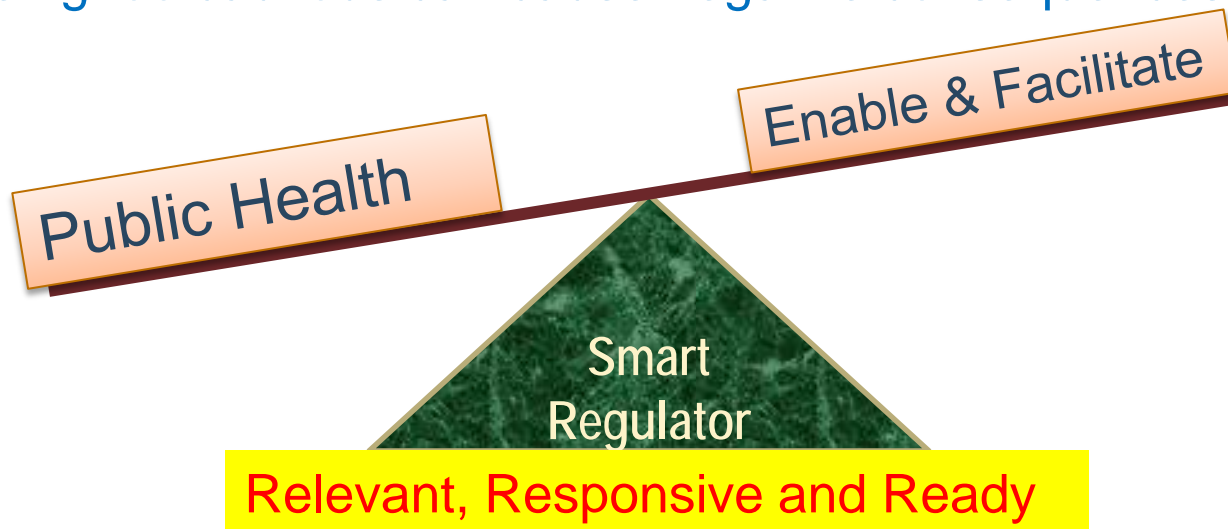 Enable & Facilitate
Public Health
Smart
Regulator
Relevant, Responsive and Ready